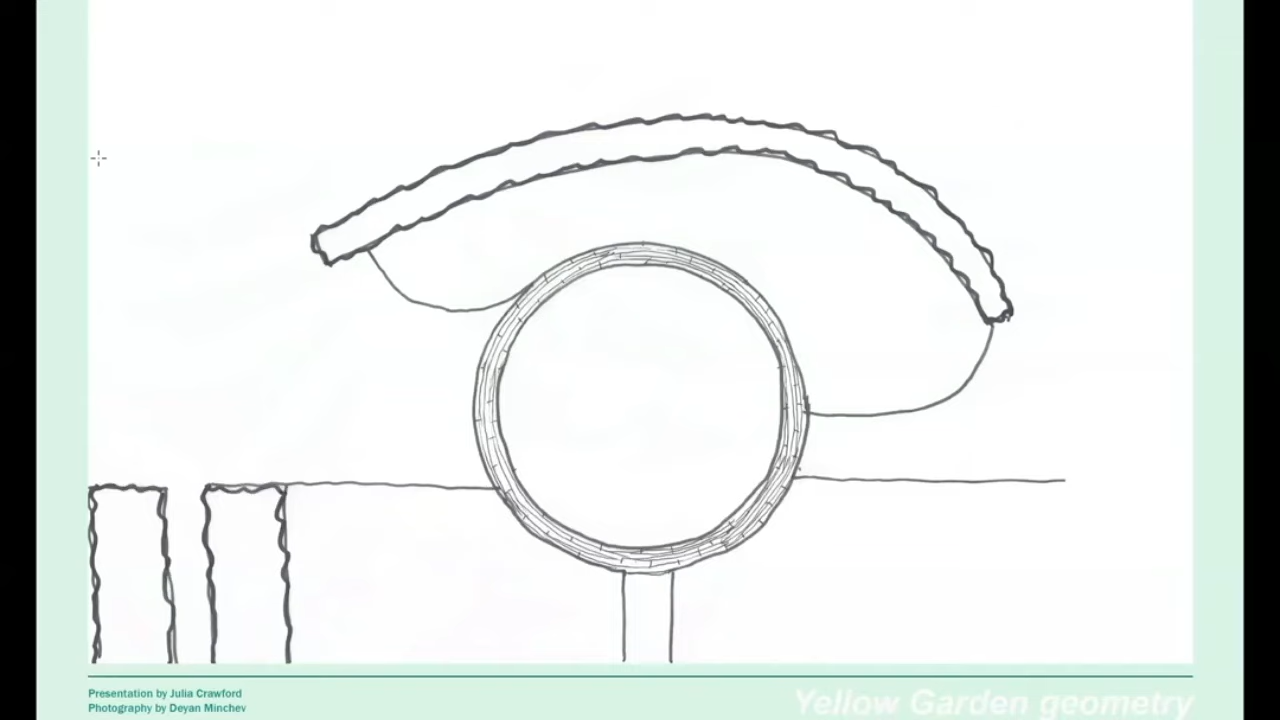 Presentation by Julia Crawford
Photography by Deyan Minchev
Yellow Garden geometry